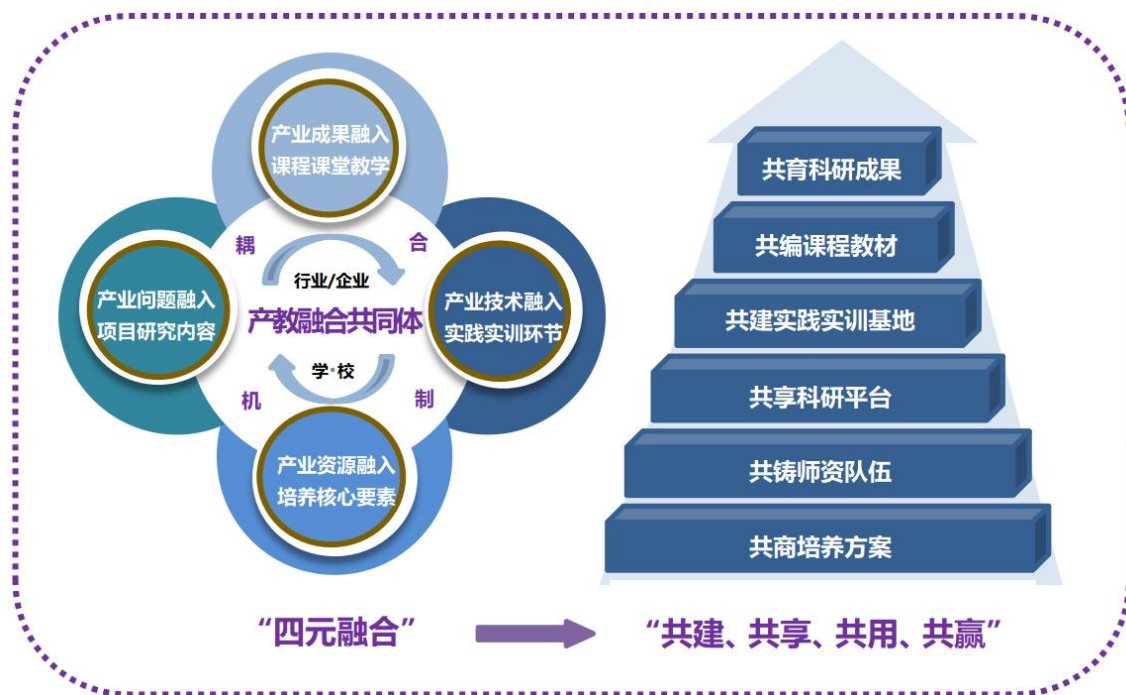 产业成果融入
课程课堂教学
耦
合
产业问题融入
项目研究内容
行业/企业
产教融合共同体
学·校
产业技术融入
实践实训环节
机
制
产业资源融入
培养核心要素
“四元融合”
共育科研成果
共编课程教材
共建实践实训基地
共享科研平台
共铸师资队伍
共商培养方案
“共建、共享、共用、共赢”